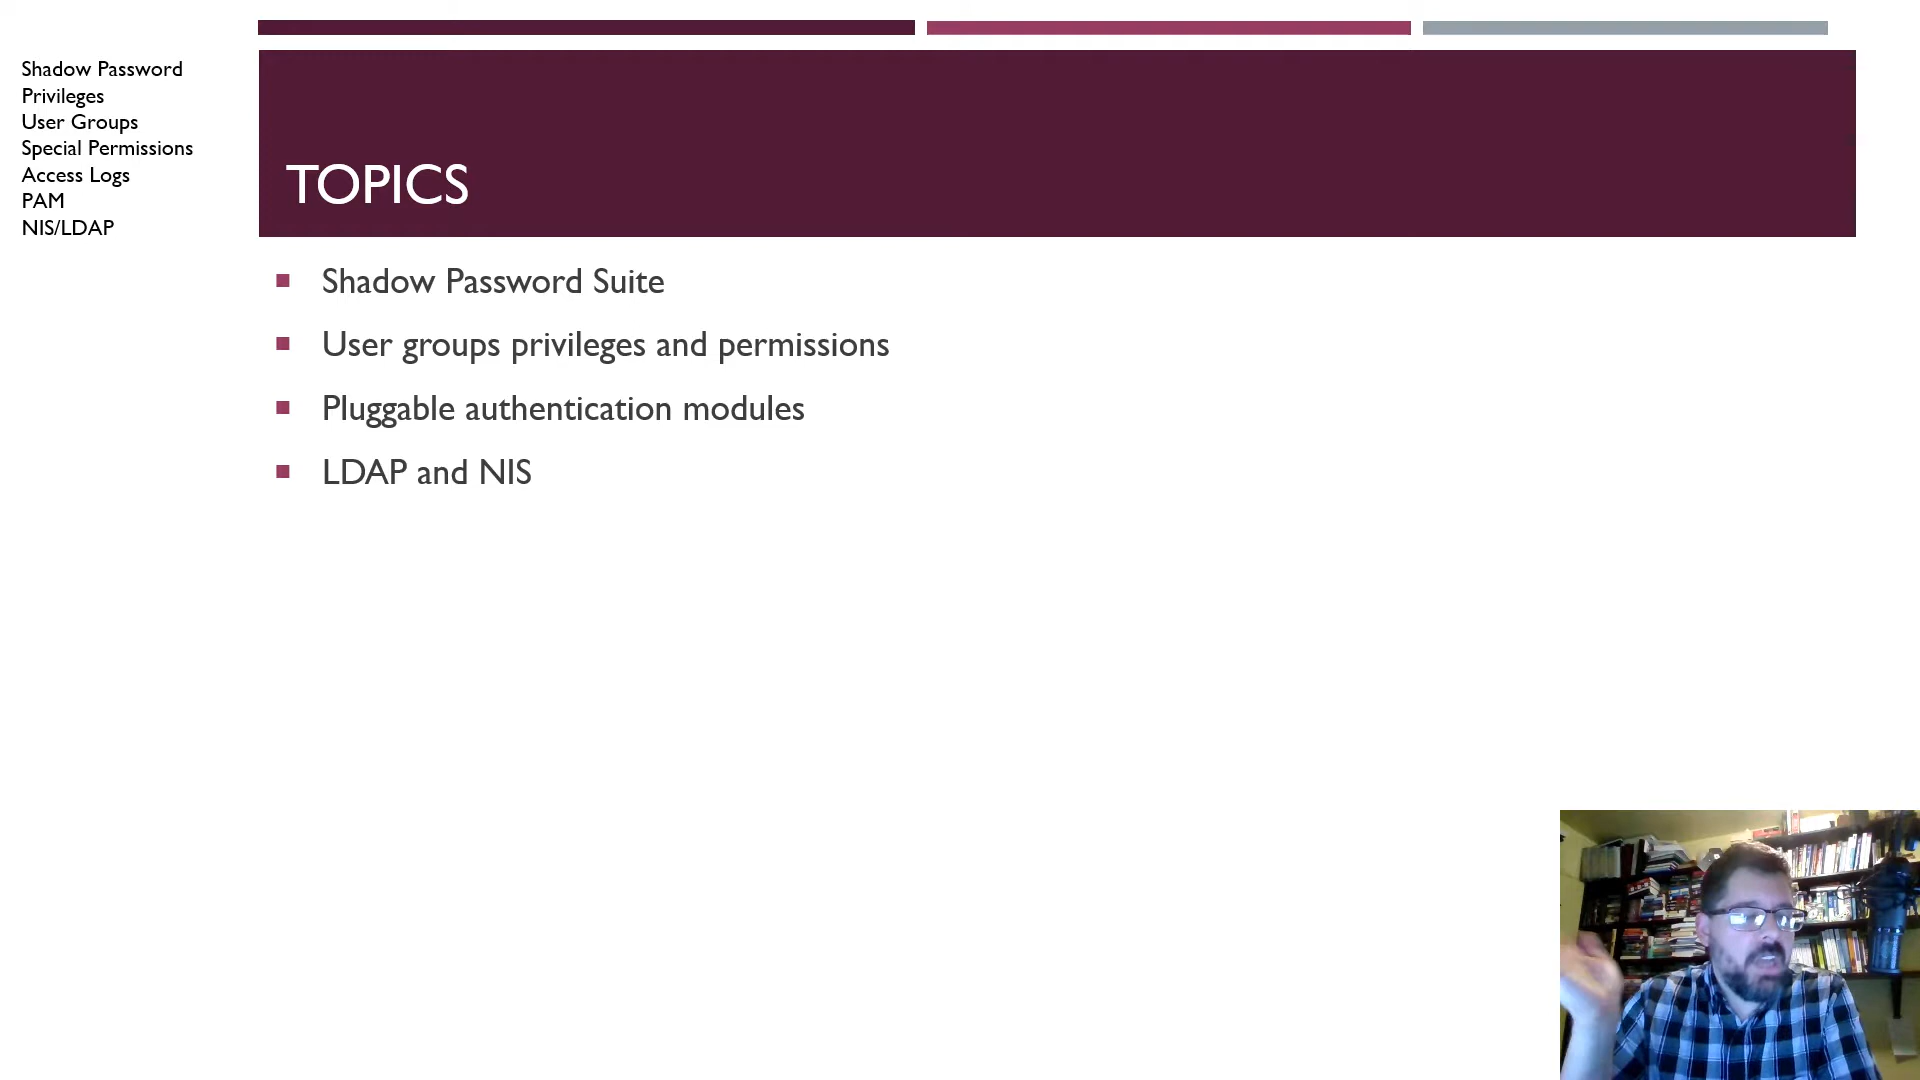 Shadow Password
Privileges
User Groups
Special Permissions
Access Logs
PAM
NIS/LDAP
TOPICS
Shadow Password Suite
User groups privileges and permissions
Pluggable authentication modules
LDAP and NIS